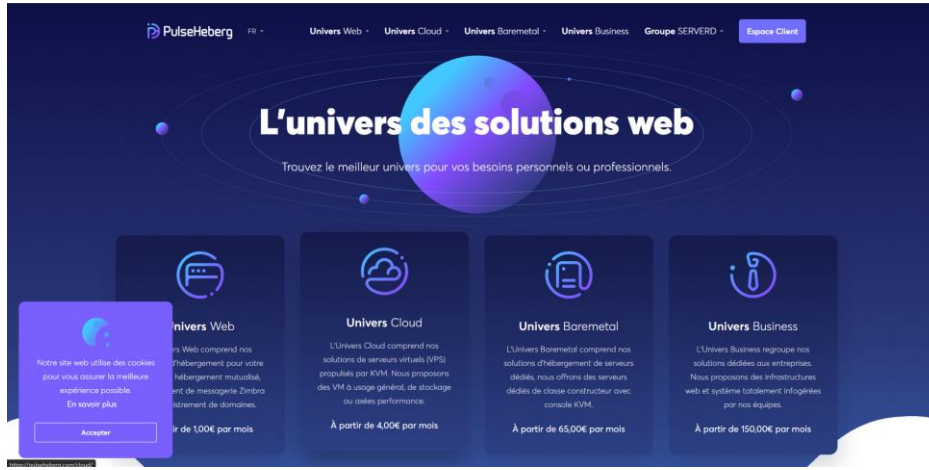 PulseHeberg
FR
Univers Web
Univers Cloud
Univers Baremetal
Univers Business
Groupe SERVERD
Espace Client
L'univers des solutions web
Trouvez le meilleur univers pour vos besoins personnels ou professionnels.
Univers Web
rs Web comprend nos
d'hébergement pour votre
hébergement mutualisé,
ent de messagerie Zimbra
istrement de domaines.
ir de 1,00€ par mois
Univers Cloud
L'Univers Cloud comprend nos
solutions de serveurs virtuels (VPS)
propulsés par KVM. Nous proposons
des VM à usage général, de stockage
ou axées performance.
À partir de 4,00€ par mois
Univers Baremetal
L'Univers Baremetal comprend nos
solutions d'hébergement de serveurs
dédiés, nous offrons des serveurs
dédiés de classe constructeur avec
console KVM.
À partir de 65,00€ par mois
Univers Business
L'Univers Business regroupe nos
solutions dédiées aux entreprises.
Nous proposons des infrastructures
web et système totalement infogérées
par nos équipes.
À partir de 150,00€ par mois
Notre site web utilise des cookies
pour vous assurer la meilleure
expérience possible.
En savoir plus
Accepter
https://pulseheberg.com/cloud/